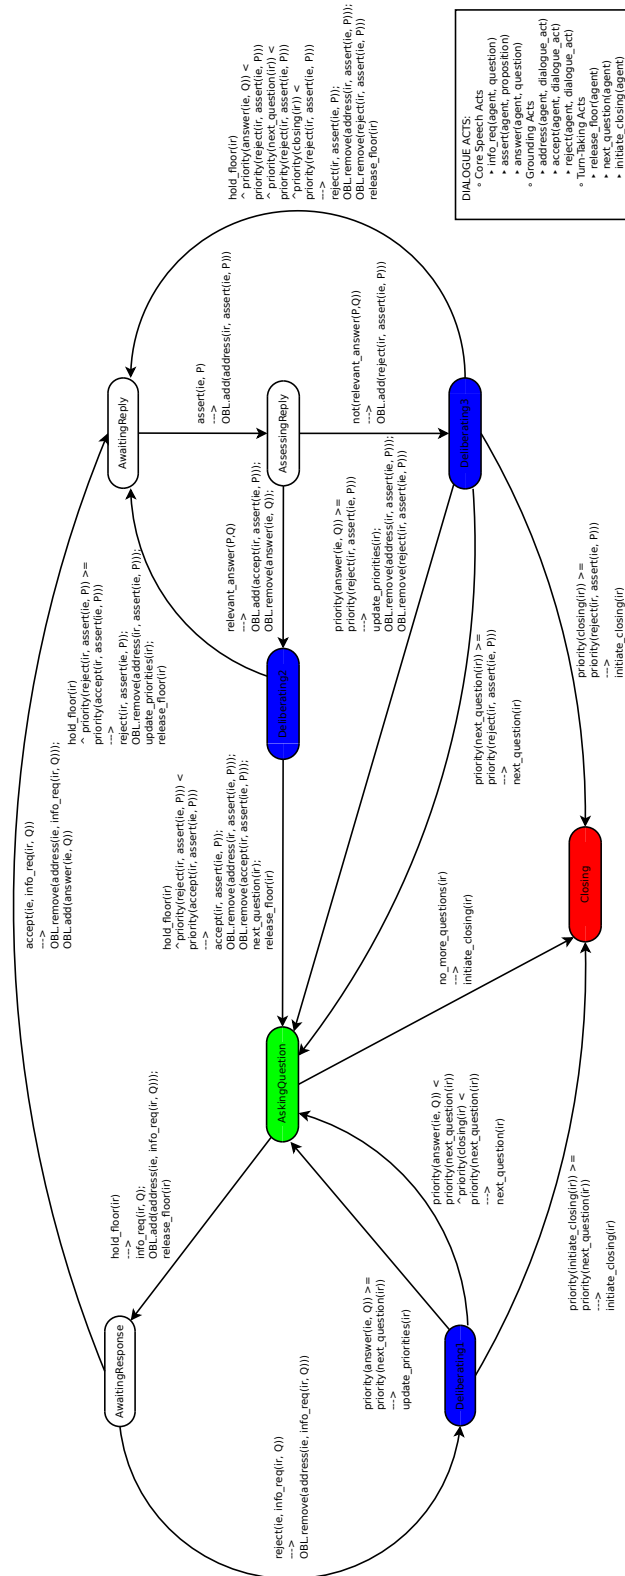 accept(ie, info_req(ir, Q))
--->
OBL.remove(address(ie, info_req(ir, Q)));
OBL.add(answer(ie, Q))
hold_floor(ir)
--->
info_req(ir, Q);
OBL.add(address(ie, info_req(ir, Q)));
release_floor(ir)
AwaitingResponse
reject(ie, info_req(ir, Q))
--->
OBL.remove(address(ie, info_req(ir, Q)))
AskingQuestion
priority(answer(ie, Q)) >=
priority(next_question(ir))
--->
update_priorities(ir)
Deliberating1
priority(answer(ie, Q)) <
priority(next_question(ir))
^priority(closing(ir) <
priority(next_question(ir))
--->
next_question(ir)
priority(initiate_closing(ir)) >=
priority(next_question(ir))
--->
initiate_closing(ir)
no_more_questions(ir)
--->
initiate_closing(ir)
Closing
hold_floor(ir)
^priority(reject(ir, assert(ie, P))) <
priority(accept(ir, assert(ie, P)))
--->
accept(ir, assert(ie, P));
OBL.remove(address(ir, assert(ie, P)));
OBL.remove(accept(ir, assert(ie, P)));
next_question(ir);
release_floor(ir)
Deliberating2
hold_floor(ir)
^ priority(reject(ir, assert(ie, P)) >=
priority(accept(ir, assert(ie, P)))
--->
reject(ir, assert(ie, P));
OBL.remove(address(ir, assert(ie, P)));
update_priorities(ir);
release_floor(ir)
relevant_answer(P,Q)
--->
OBL.add(accept(ir, assert(ie, P)));
OBL.remove(answer(ie, Q));
AwaitingReply
assert(ie, P)
--->
OBL.add(address(ir, assert(ie, P)))
AssessingReply
not(relevant_answer(P,Q))
--->
OBL.add(reject(ir, assert(ie, P)))
Deliberating3
priority(answer(ie, Q)) >=
priority(reject(ir, assert(ie, P)))
--->
update_priorities(ir);
OBL.remove(address(ir, assert(ie, P)));
OBL.remove(reject(ir, assert(ie, P)))
priority(next_question(ir)) >=
priority(reject(ir, assert(ie, P)))
--->
next_question(ir)
priority(closing(ir)) >=
priority(reject(ir, assert(ie, P)))
--->
initiate_closing(ir)
hold_floor(ir)
^ priority(answer(ie, Q)) <
priority(reject(ir, assert(ie, P)))
^ priority(next_question(ir)) <
priority(reject(ir, assert(ie, P)))
^priority(closing(ir)) <
priority(reject(ir, assert(ie, P)))
--->
reject(ir, assert(ie, P));
OBL.remove(address(ir, assert(ie, P)));
OBL.remove(reject(ir, assert(ie, P)))
release_floor(ir)
DIALOGUE ACTS:
∘ Core Speech Acts
‣ info_req(agent, question)
‣ assert(agent, proposition)
‣ answer(agent, question)
∘ Grounding Acts
‣ address(agent, dialogue_act)
‣ accept(agent, dialogue_act)
‣ reject(agent, dialogue_act)
∘ Turn-Taking Acts
‣ release_floor(agent)
‣ next_question(agent)
‣ initiate_closing(agent)